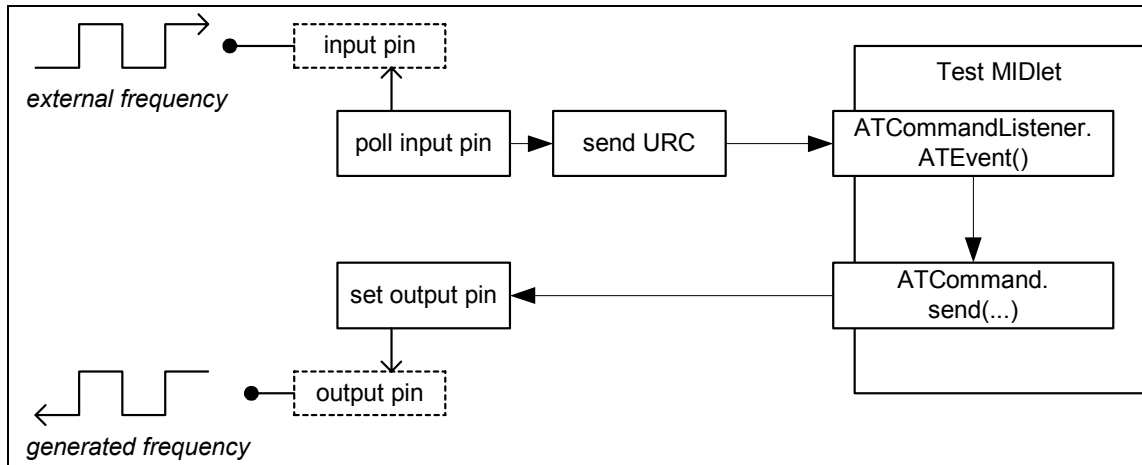 input pin
external frequency
Test MIDlet
poll input pin
send URC
ATCommandListener.
ATEvent()
set output pin
ATCommand.
send(...)
output pin
generated frequency